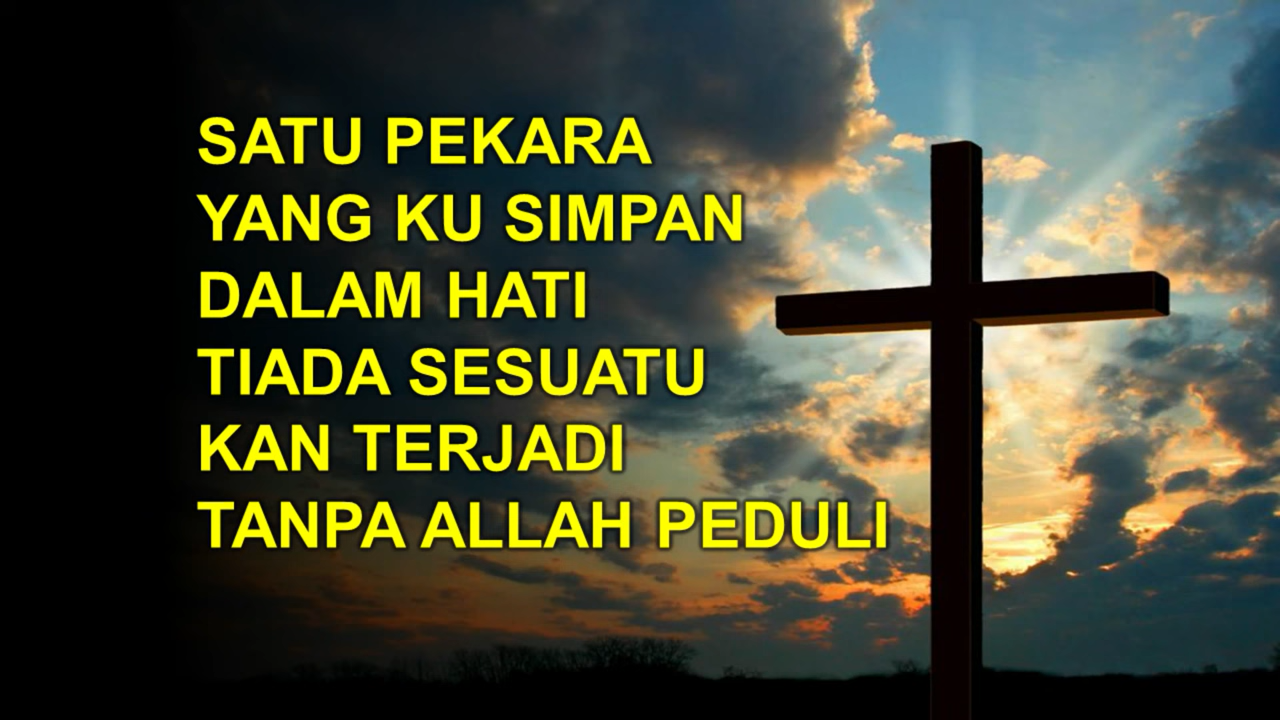 SATU PEKARA
YANG KU SIMPAN
DALAM HATI
TIADA SESUATU
KAN TERJADI
TANPA ALLAH PEDULI